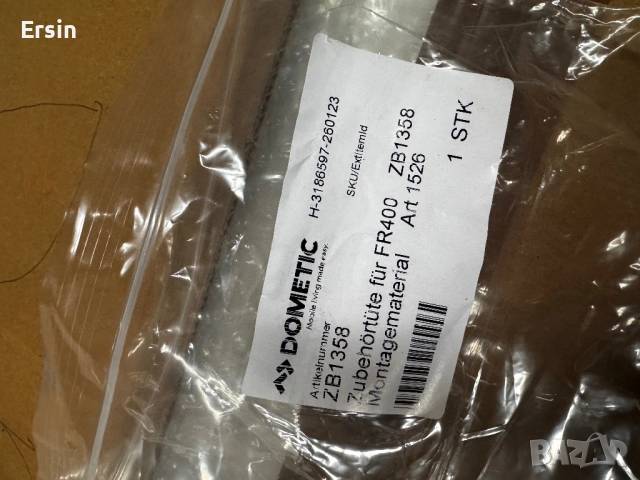 Ersin
DOMETIC
Mobile living made easy.
H-3186597-260123
Artikelnummer
SKU/ExtItemId
ZB1358
Zubehörtüte für FR400 ZB1358
Montagematerial Art 1526
1 STK
BAZAR